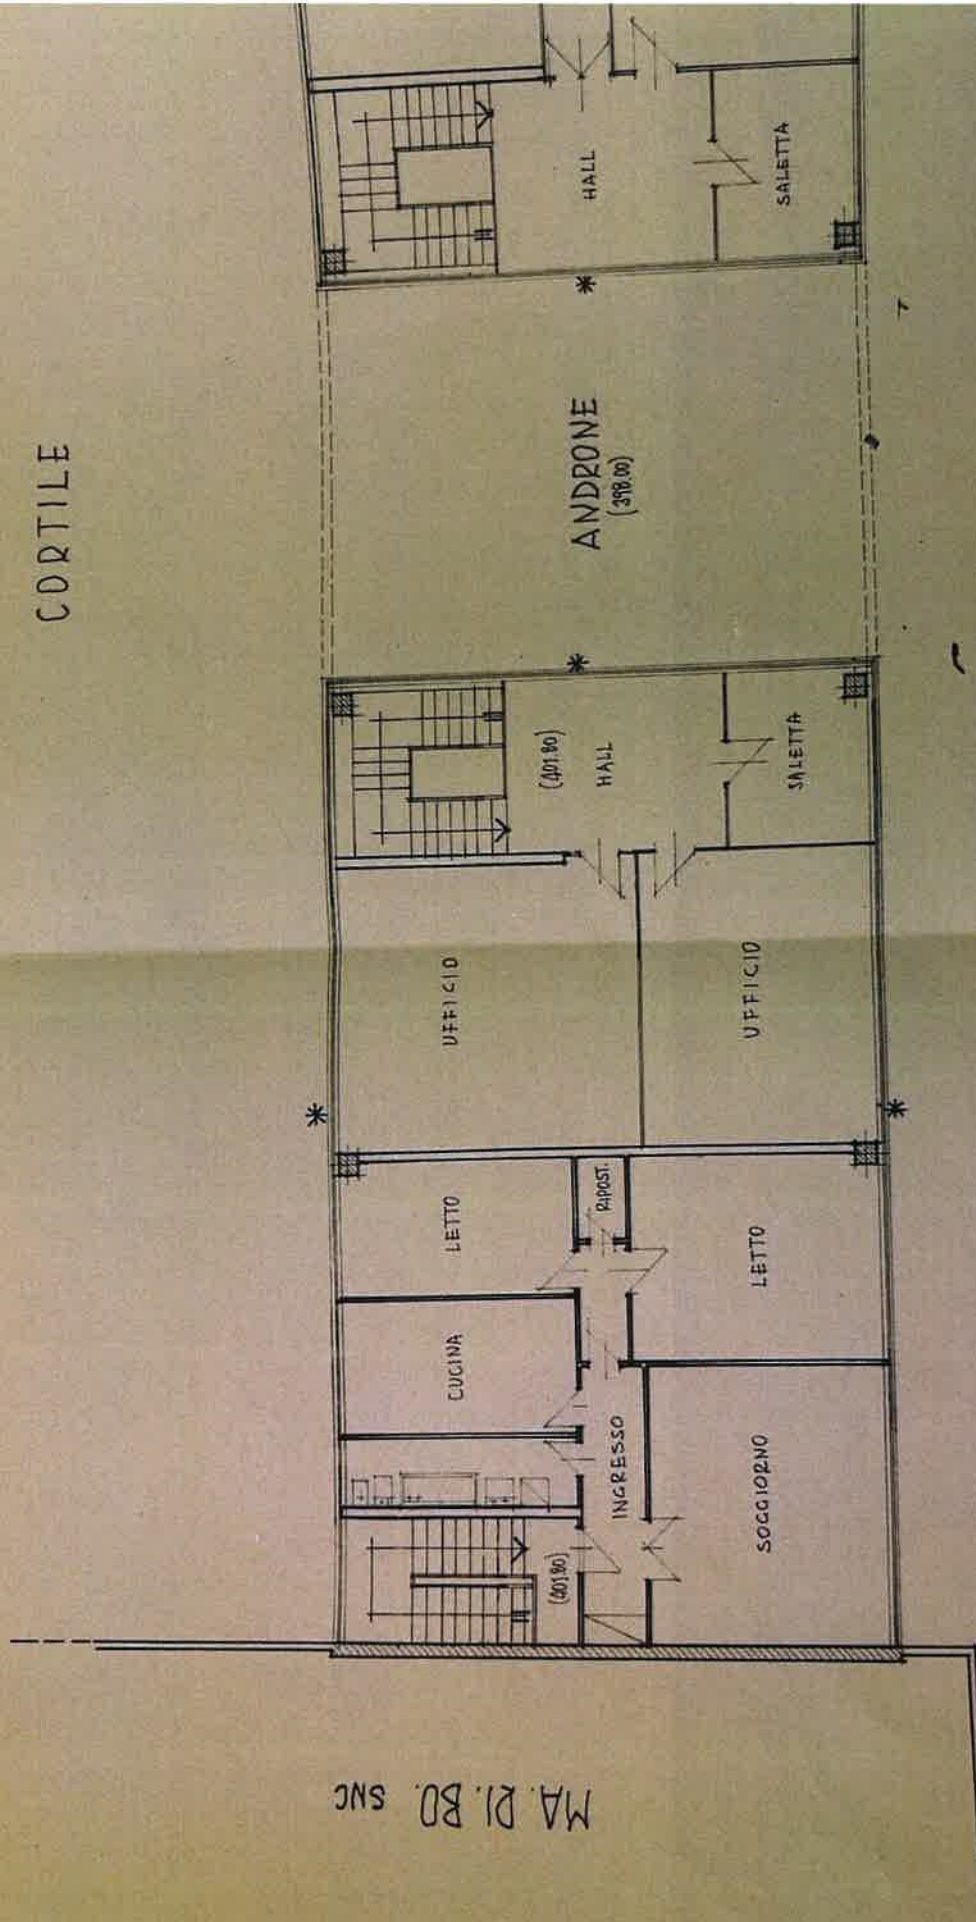 CORTILE
HALL
SALETTA
ANDRONE
(398.00)
(401.80)
HALL
SALETTA
UFFICIO
UFFICIO
LETTO
RIPOST.
LETTO
CUCINA
INGRESSO
SOGGIORNO
(401.80)
MA. RI. BO. SNC